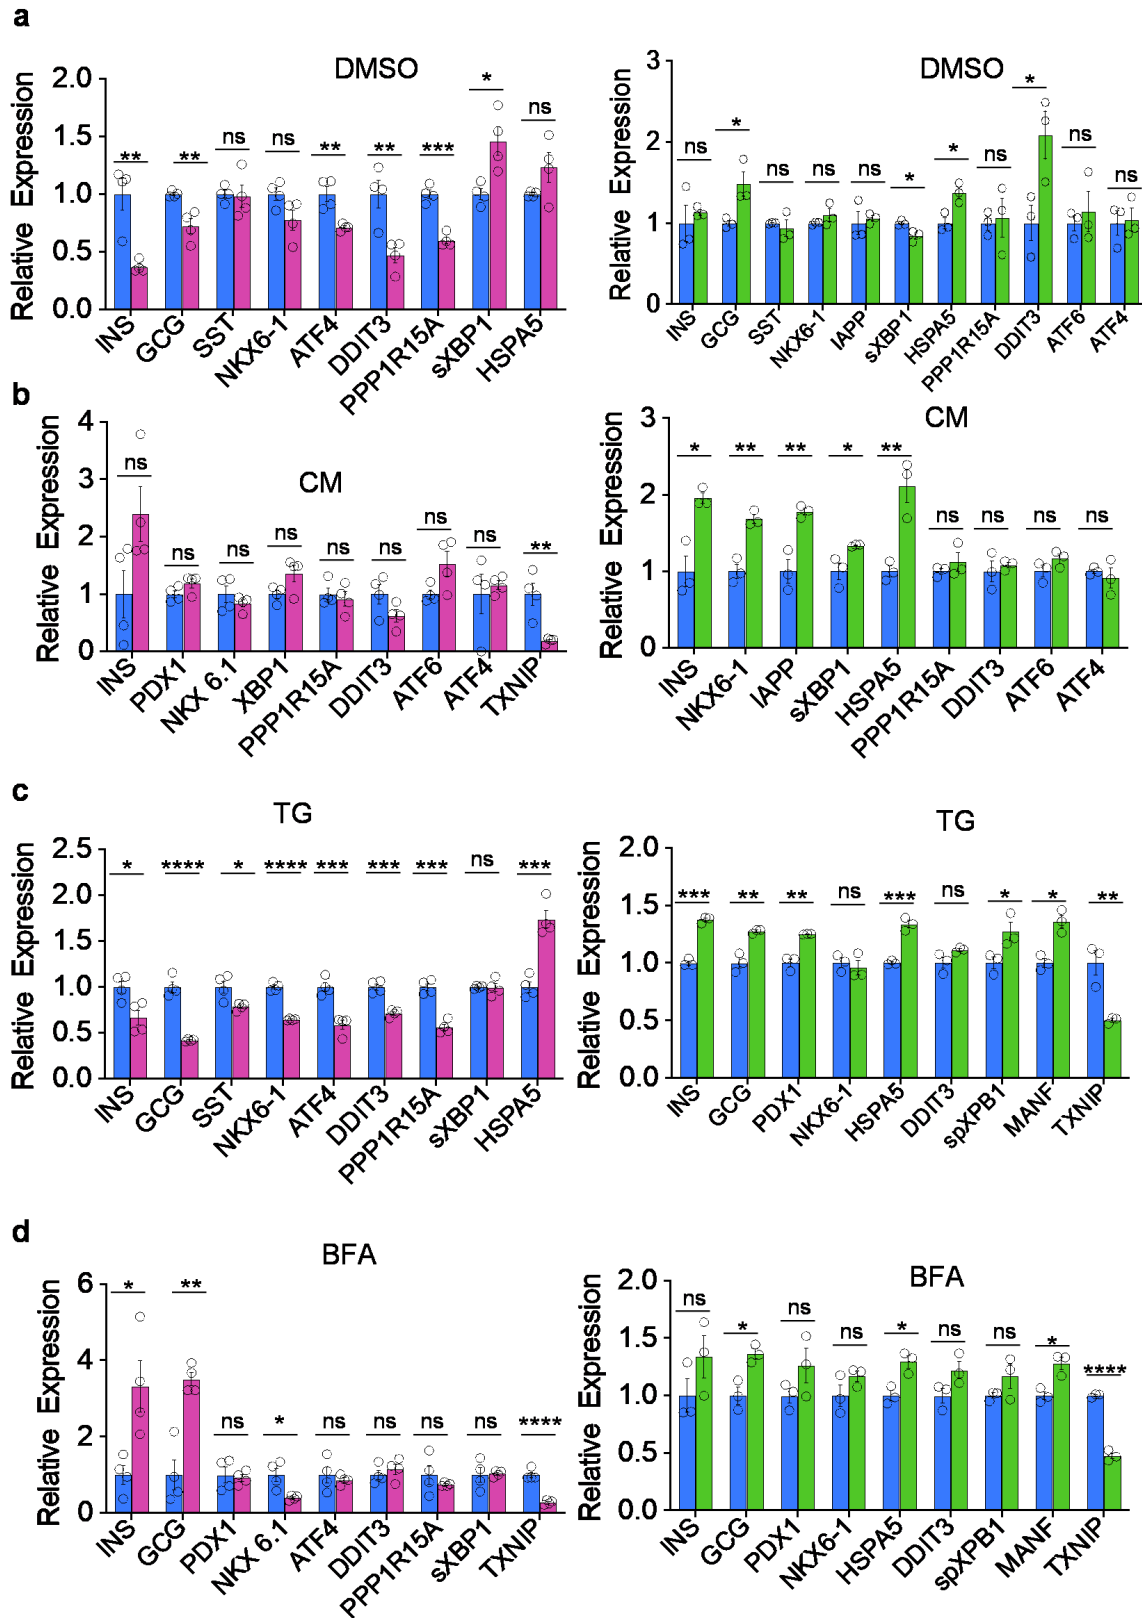 a
DMSO
Relative Expression
2.0
1.5
1.0
0.5
0.0
** ** ns ns ** ** *** * ns
INS GCG SST NKX6-1 ATF4 DDIT3 PPP1R15A sXBP1 HSPA5
DMSO
Relative Expression
3
2
1
0
ns * ns ns ns * * ns * ns ns
INS GCG SST NKX6-1 IAPP sXBP1 HSPA5 PPP1R15A DDIT3 ATF6 ATF4
b
CM
Relative Expression
4
3
2
1
0
ns ns ns ns ns ns ns ns **
INS PDX1 NKX 6.1 XBP1 PPP1R15A DDIT3 ATF6 ATF4 TXNIP
CM
Relative Expression
3
2
1
0
* ** ** * ** ns ns ns ns
INS NKX6-1 IAPP sXBP1 HSPA5 PPP1R15A DDIT3 ATF6 ATF4
c
TG
Relative Expression
2.5
2.0
1.5
1.0
0.5
0.0
* **** * **** *** *** *** ns ***
INS GCG SST NKX6-1 ATF4 DDIT3 PPP1R15A sXBP1 HSPA5
TG
Relative Expression
2.0
1.5
1.0
0.5
0.0
*** ** ** ns *** ns * * **
INS GCG PDX1 NKX6-1 HSPA5 DDIT3 spXPB1 MANF TXNIP
d
BFA
Relative Expression
6
4
2
0
* ** ns * ns ns ns ns ****
INS GCG PDX1 NKX 6.1 ATF4 DDIT3 PPP1R15A sXBP1 TXNIP
BFA
Relative Expression
2.0
1.5
1.0
0.5
0.0
ns * ns ns * ns ns * ****
INS GCG PDX1 NKX6-1 HSPA5 DDIT3 spXPB1 MANF TXNIP